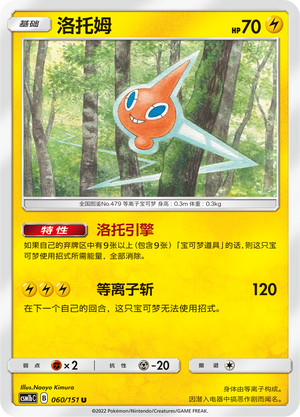 基础 洛托姆 HP70
全国图鉴No.479 等离子宝可梦 身高：0.3m 体重：0.3kg
特性 洛托引擎
如果自己的弃牌区中有9张以上（包含9张）「宝可梦道具」的话，则这只宝
可梦使用招式所需能量，全部消除。
等离子斩 120
在下一个自己的回合，这只宝可梦无法使用招式。
弱点 ×2 抗性 -20 撤退
Illus.Naoyo Kimura
CSM1bC B 060/151 U
身体由等离子构成。
因潜入电器中搞恶作剧而闻名。
©2022 Pokémon/Nintendo/Creatures/GAME FREAK.